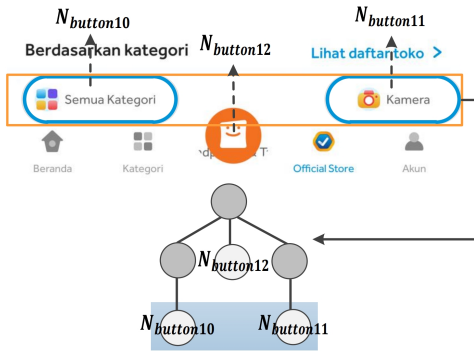 N_button10
N_button12
N_button11
Berdasarkan kategori
Lihat daftar toko >
Semua Kategori
Kamera
Beranda
Kategori
Official Store
Akun
N_button12
N_button10
N_button11